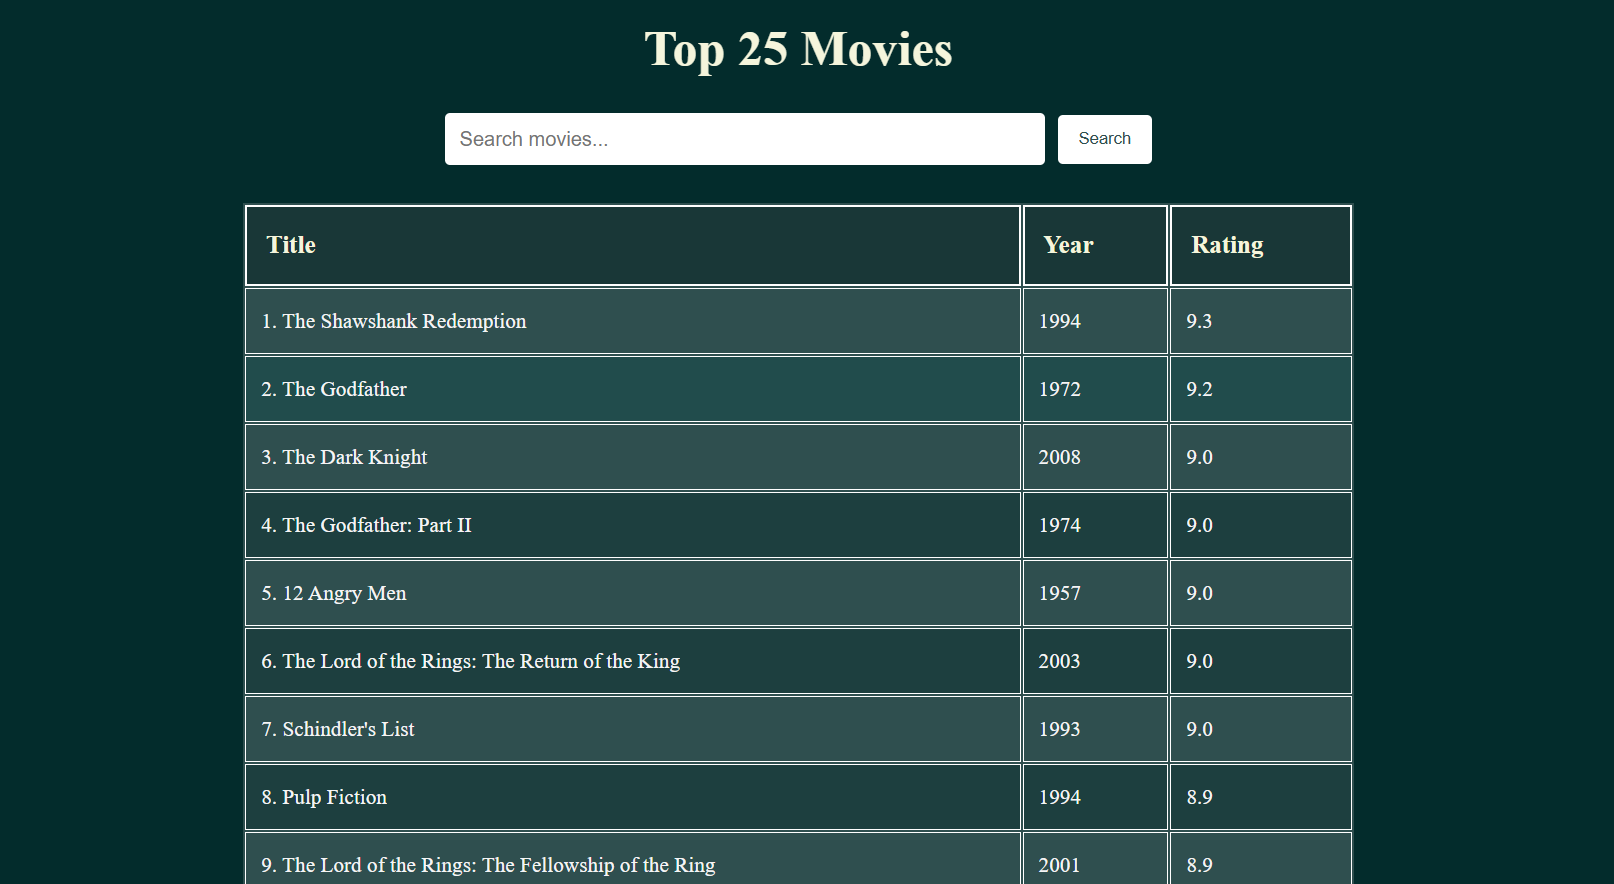 Top 25 Movies
Search movies...
Search
Title Year Rating
1. The Shawshank Redemption 1994 9.3
2. The Godfather 1972 9.2
3. The Dark Knight 2008 9.0
4. The Godfather: Part II 1974 9.0
5. 12 Angry Men 1957 9.0
6. The Lord of the Rings: The Return of the King 2003 9.0
7. Schindler's List 1993 9.0
8. Pulp Fiction 1994 8.9
9. The Lord of the Rings: The Fellowship of the Ring 2001 8.9